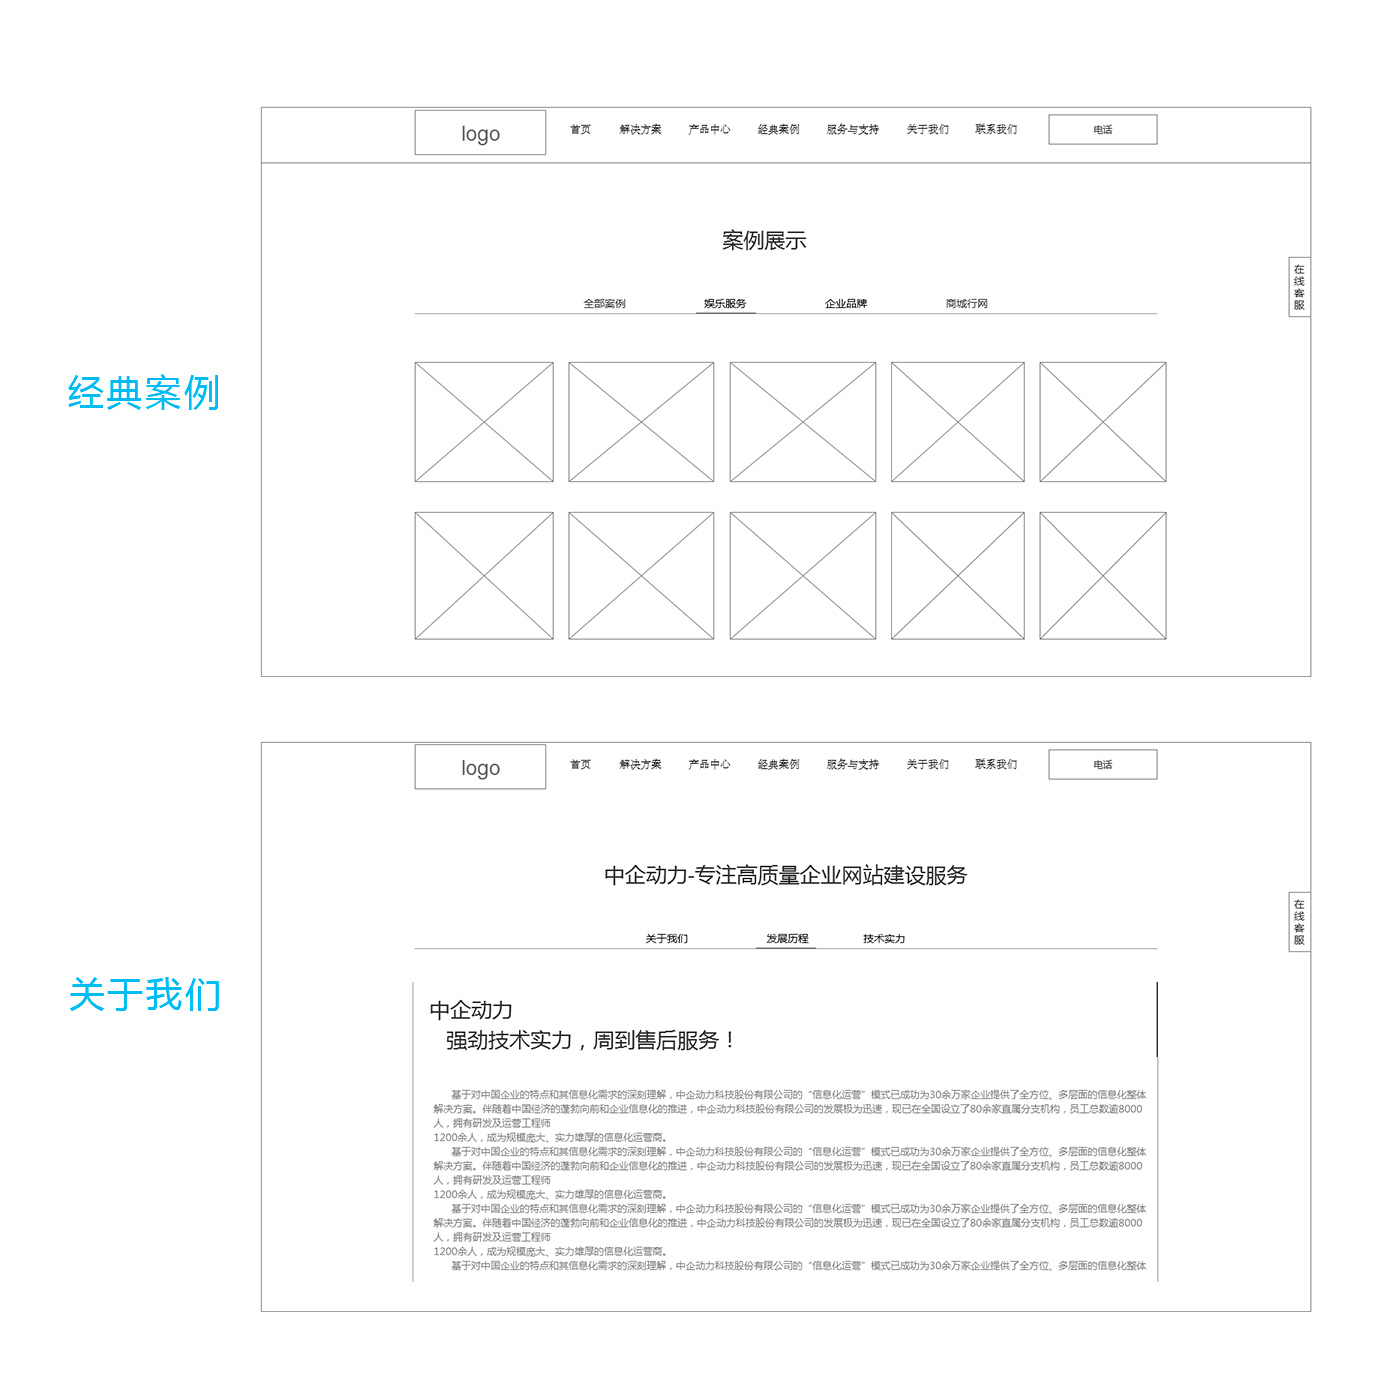 logo 首页 解决方案 产品中心 经典案例 服务与支持 关于我们 联系我们 电话
案例展示
在线客服
全部案例 娱乐服务 企业品牌 商城行网
经典案例
logo 首页 解决方案 产品中心 经典案例 服务与支持 关于我们 联系我们 电话
中企动力-专注高质量企业网站建设服务
在线客服
关于我们 发展历程 技术实力
关于我们
中企动力
强劲技术实力，周到售后服务！
基于对中国企业的特点和其信息化需求的深刻理解，中企动力科技股份有限公司的“信息化运营”模式已成功为30余万家企业提供了全方位、多层面的信息化整体
解决方案。伴随着中国经济的蓬勃向前和企业信息化的推进，中企动力科技股份有限公司的发展极为迅速，现已在全国设立了80余家直属分支机构，员工总数逾8000
人，拥有研发及运营工程师
1200余人，成为规模庞大、实力雄厚的信息化运营商。
基于对中国企业的特点和其信息化需求的深刻理解，中企动力科技股份有限公司的“信息化运营”模式已成功为30余万家企业提供了全方位、多层面的信息化整体
解决方案。伴随着中国经济的蓬勃向前和企业信息化的推进，中企动力科技股份有限公司的发展极为迅速，现已在全国设立了80余家直属分支机构，员工总数逾8000
人，拥有研发及运营工程师
1200余人，成为规模庞大、实力雄厚的信息化运营商。
基于对中国企业的特点和其信息化需求的深刻理解，中企动力科技股份有限公司的“信息化运营”模式已成功为30余万家企业提供了全方位、多层面的信息化整体
解决方案。伴随着中国经济的蓬勃向前和企业信息化的推进，中企动力科技股份有限公司的发展极为迅速，现已在全国设立了80余家直属分支机构，员工总数逾8000
人，拥有研发及运营工程师
1200余人，成为规模庞大、实力雄厚的信息化运营商。
基于对中国企业的特点和其信息化需求的深刻理解，中企动力科技股份有限公司的“信息化运营”模式已成功为30余万家企业提供了全方位、多层面的信息化整体